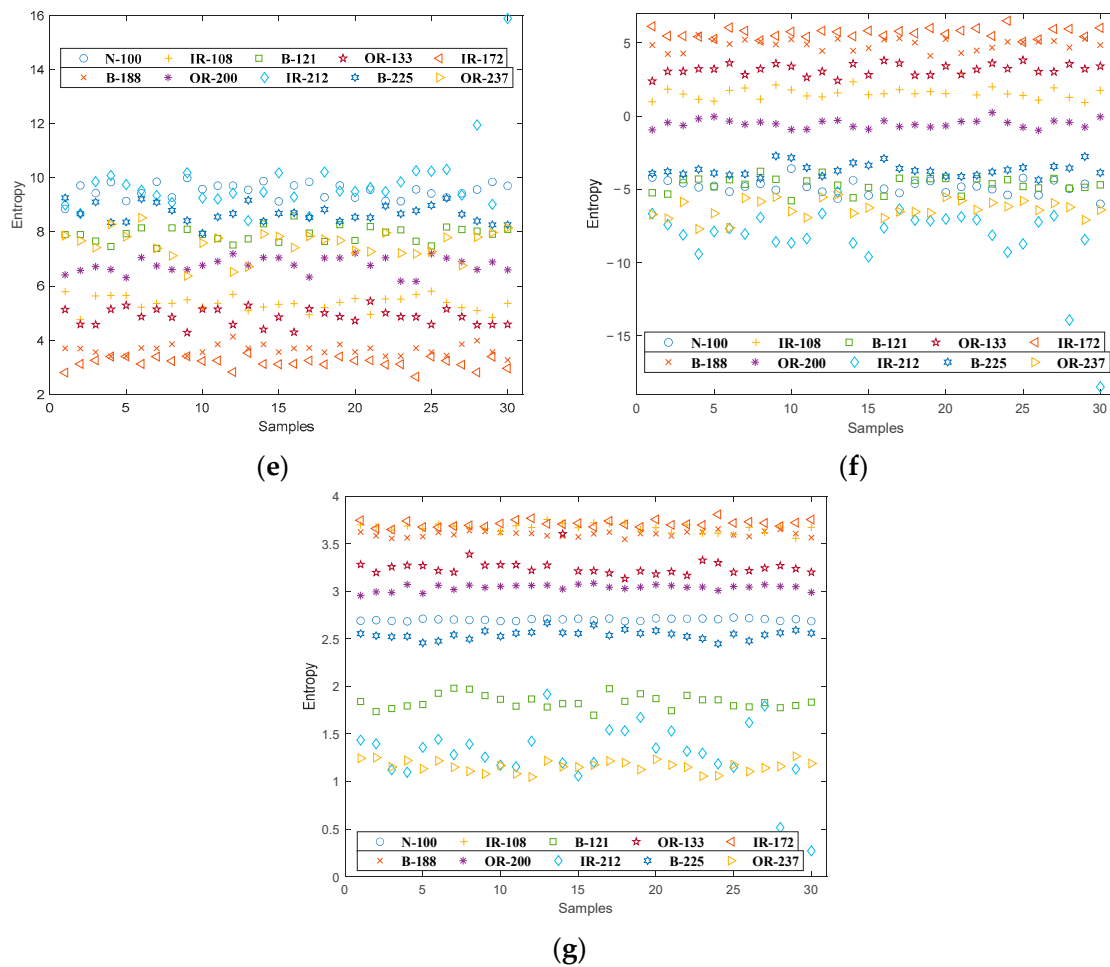 16
14
12
10
8
6
4
2
Entropy
N-100 IR-108 B-121 OR-133 IR-172
B-188 OR-200 IR-212 B-225 OR-237
0 5 10 15 20 25 30
Samples
(e)
5
0
−5
−10
−15
Entropy
N-100 IR-108 B-121 OR-133 IR-172
B-188 OR-200 IR-212 B-225 OR-237
0 5 10 15 20 25 30
Samples
(f)
4
3.5
3
2.5
2
1.5
1
0.5
0
Entropy
N-100 IR-108 B-121 OR-133 IR-172
B-188 OR-200 IR-212 B-225 OR-237
0 5 10 15 20 25 30
Samples
(g)